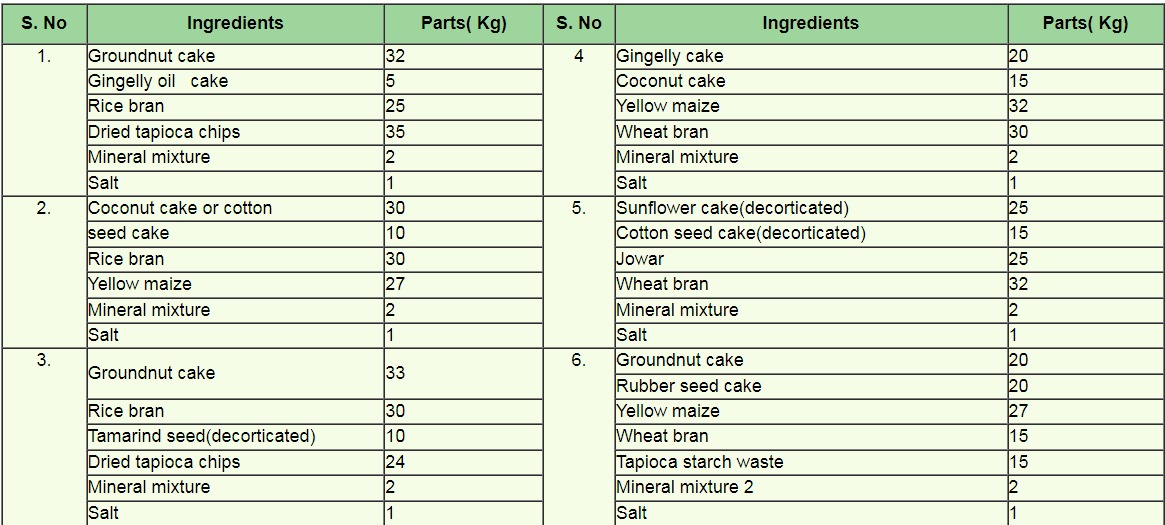 S. No Ingredients Parts( Kg) S. No Ingredients Parts( Kg)
1. Groundnut cake 32 4 Gingelly cake 20
Gingelly oil cake 5 Coconut cake 15
Rice bran 25 Yellow maize 32
Dried tapioca chips 35 Wheat bran 30
Mineral mixture 2 Mineral mixture 2
Salt 1 Salt 1
2. Coconut cake or cotton 30 5. Sunflower cake(decorticated) 25
seed cake 10 Cotton seed cake(decorticated) 15
Rice bran 30 Jowar 25
Yellow maize 27 Wheat bran 32
Mineral mixture 2 Mineral mixture 2
Salt 1 Salt 1
3. Groundnut cake 33 6. Groundnut cake 20
Rubber seed cake 20
Rice bran 30 Yellow maize 27
Tamarind seed(decorticated) 10 Wheat bran 15
Dried tapioca chips 24 Tapioca starch waste 15
Mineral mixture 2 Mineral mixture 2 2
Salt 1 Salt 1